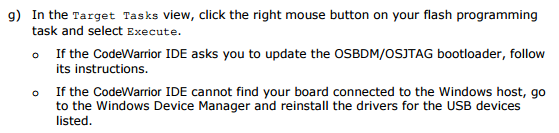 g) In the Target Tasks view, click the right mouse button on your flash programming
task and select Execute.
o If the CodeWarrior IDE asks you to update the OSBDM/OSJTAG bootloader, follow
its instructions.
o If the CodeWarrior IDE cannot find your board connected to the Windows host, go
to the Windows Device Manager and reinstall the drivers for the USB devices
listed.